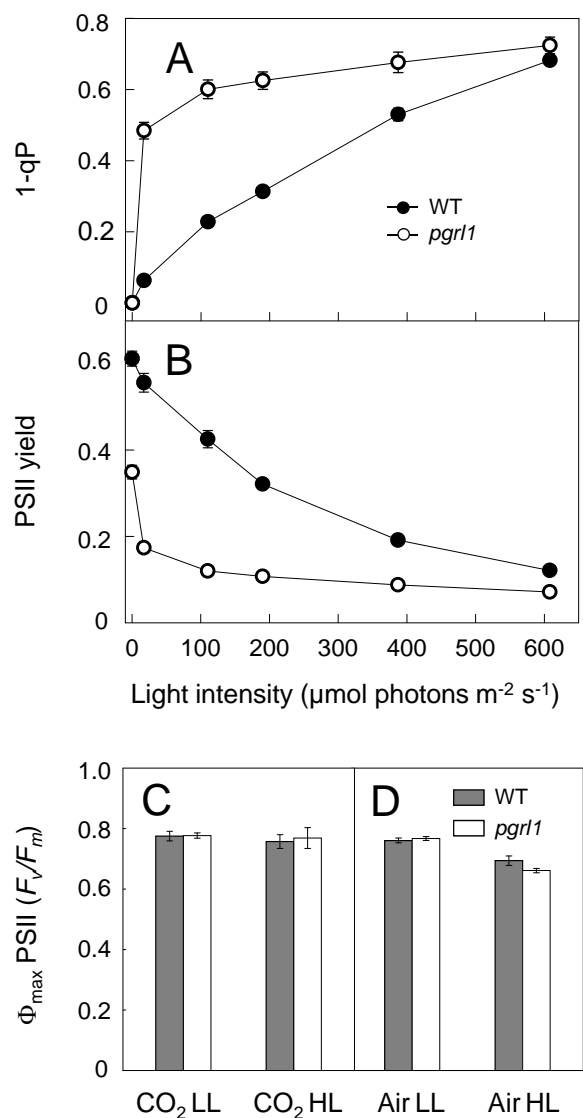 0.8
A
0.6
0.4
1-qP
WT
0.2
pgrl1
0
0.6
B
0.4
PSII yield
0.2
0
0 100 200 300 400 500 600
Light intensity (μmol photons m⁻² s⁻¹)
1.0
C D WT
0.8
pgrl1
0.6
Φmax PSII (Fv/Fm)
0.4
0.2
0
CO₂ LL CO₂ HL Air LL Air HL